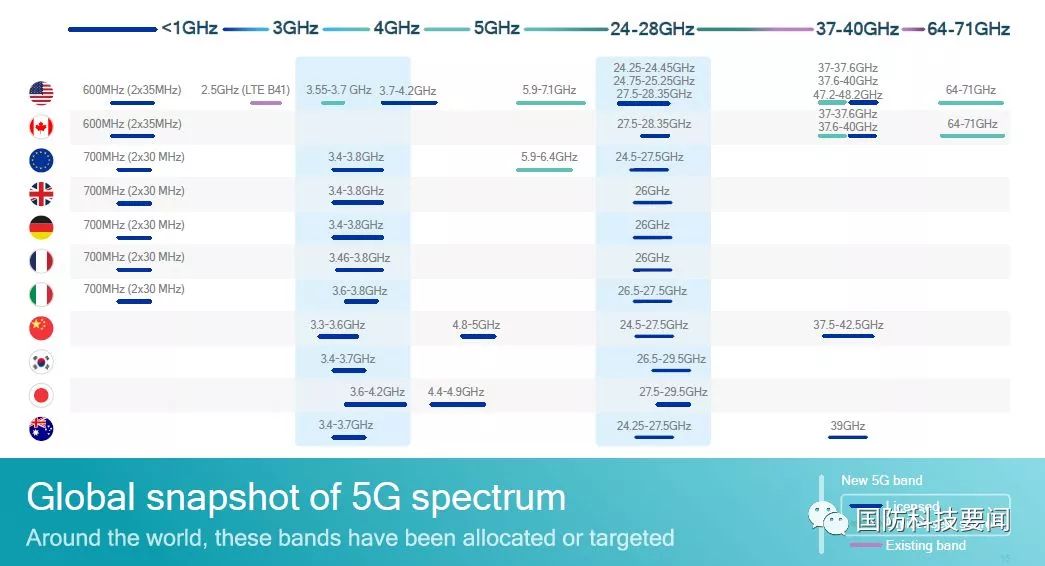 <1GHz 3GHz 4GHz 5GHz 24-28GHz 37-40GHz 64-71GHz
24.25-24.45GHz 37-37.6GHz
24.75-25.25GHz 37.6-40GHz
600MHz (2x35MHz) 2.5GHz (LTE B41) 3.55-3.7 GHz 3.7-4.2GHz 5.9-7.1GHz 27.5-28.35GHz 47.2-48.2GHz 64-71GHz
37-37.6GHz
600MHz (2x35MHz) 27.5-28.35GHz 37.6-40GHz 64-71GHz
700MHz (2x30 MHz) 3.4-3.8GHz 5.9-6.4GHz 24.5-27.5GHz
700MHz (2x30 MHz) 3.4-3.8GHz 26GHz
700MHz (2x30 MHz) 3.4-3.8GHz 26GHz
700MHz (2x30 MHz) 3.46-3.8GHz 26GHz
700MHz (2x30 MHz) 3.6-3.8GHz 26.5-27.5GHz
3.3-3.6GHz 4.8-5GHz 24.5-27.5GHz 37.5-42.5GHz
3.4-3.7GHz 26.5-29.5GHz
3.6-4.2GHz 4.4-4.9GHz 27.5-29.5GHz
3.4-3.7GHz 24.25-27.5GHz 39GHz
Global snapshot of 5G spectrum
Around the world, these bands have been allocated or targeted
New 5G band
Licensed
国防科技要闻
Existing band